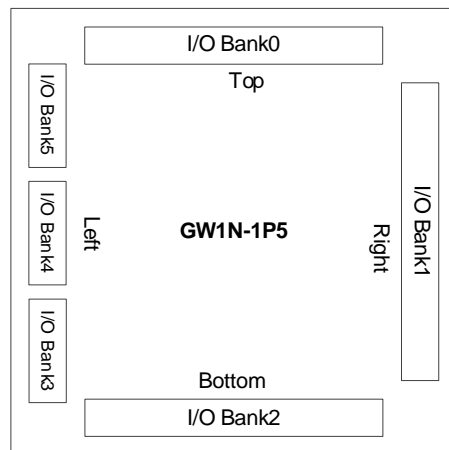 I/O Bank0
Top
I/O Bank5
I/O Bank4
I/O Bank3
Left
GW1N-1P5
Right
I/O Bank1
Bottom
I/O Bank2